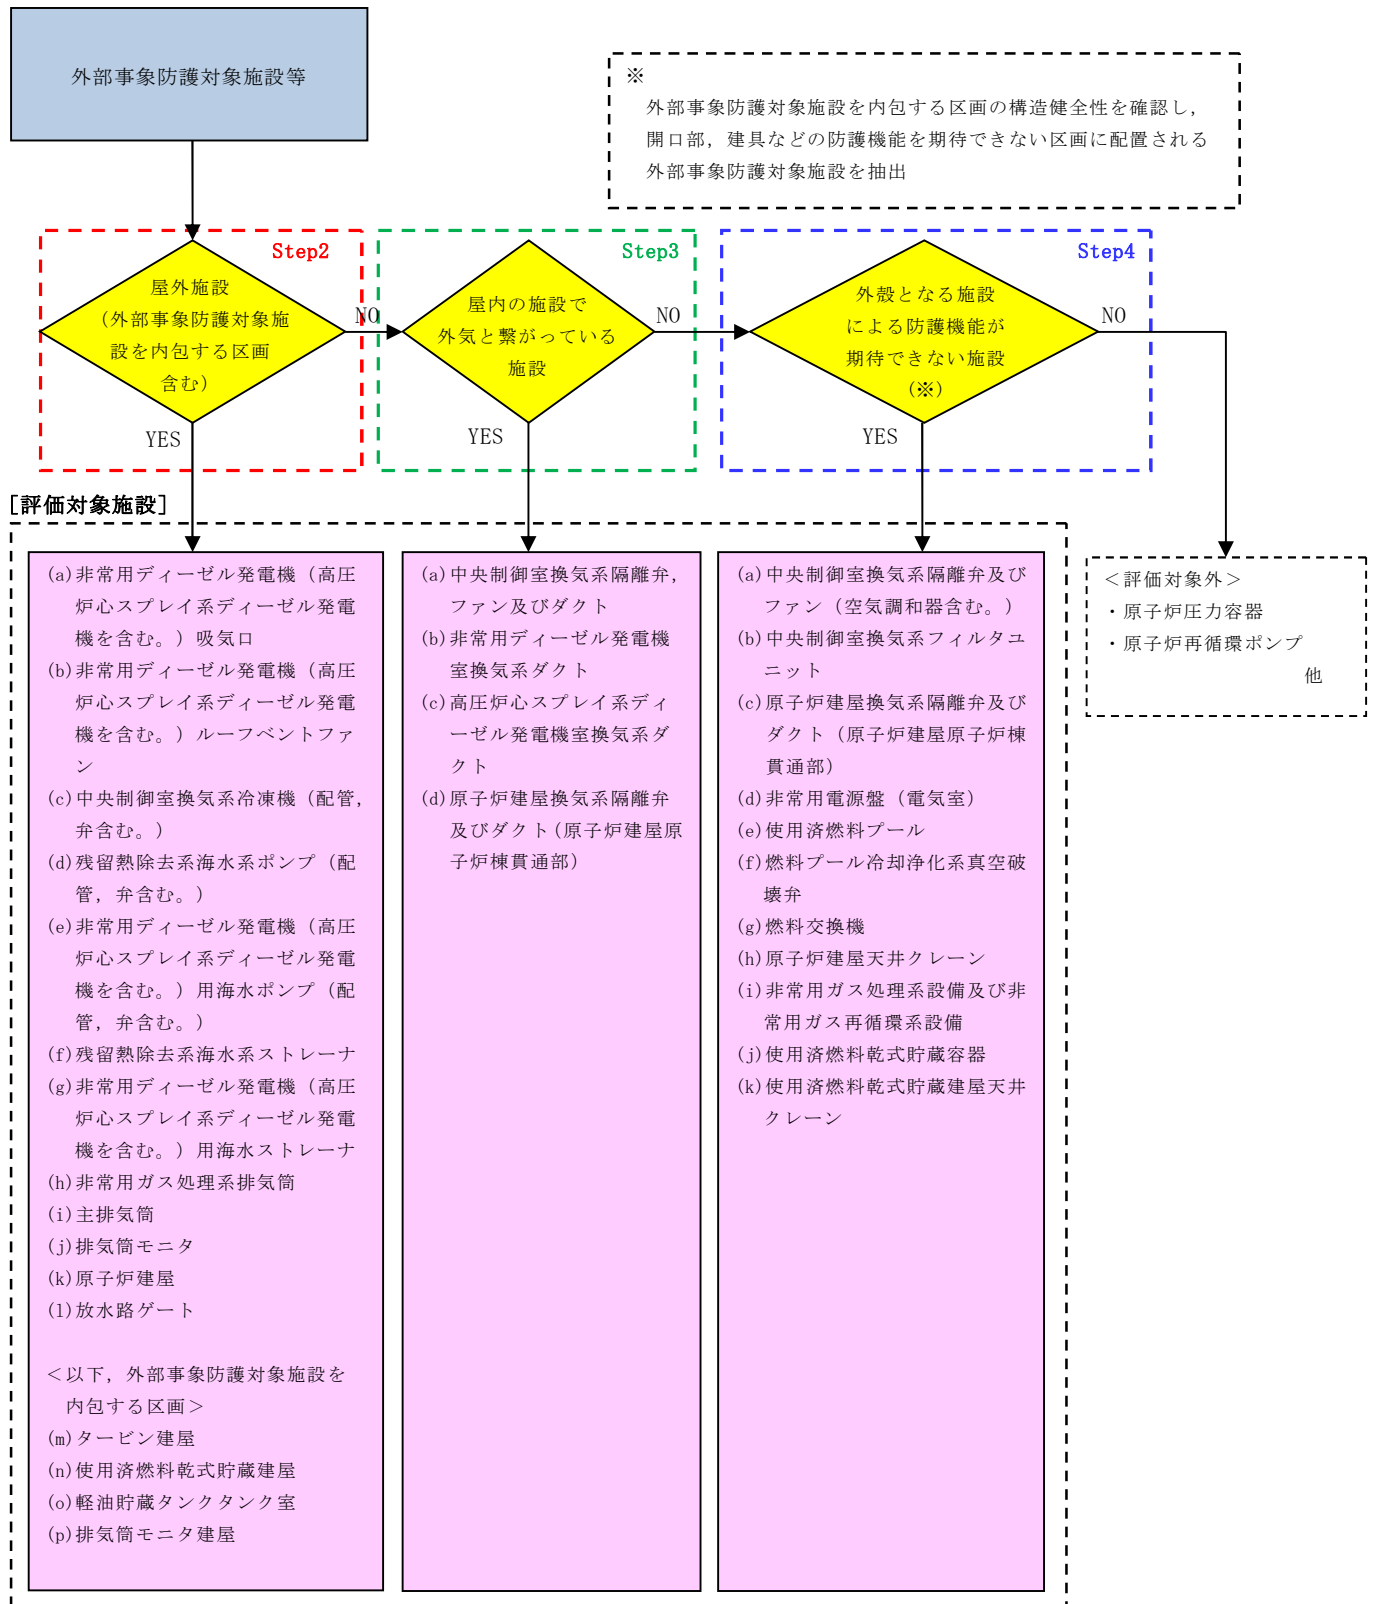 外部事象防護対象施設等
※
外部事象防護対象施設を内包する区画の構造健全性を確認し，
開口部，建具などの防護機能を期待できない区画に配置される
外部事象防護対象施設を抽出
Step2
屋外施設
（外部事象防護対象施
設を内包する区画
含む）
NO
YES
Step3
屋内の施設で
外気と繋がっている
施設
NO
YES
Step4
外殻となる施設
による防護機能が
期待できない施設
(※)
NO
YES
[評価対象施設]
(a)非常用ディーゼル発電機（高圧
炉心スプレイ系ディーゼル発電
機を含む。）吸気口
(b)非常用ディーゼル発電機（高圧
炉心スプレイ系ディーゼル発電
機を含む。）ルーフベントファ
ン
(c)中央制御室換気系冷凍機（配管，
弁含む。）
(d)残留熱除去系海水系ポンプ（配
管，弁含む。）
(e)非常用ディーゼル発電機（高圧
炉心スプレイ系ディーゼル発電
機を含む。）用海水ポンプ（配
管，弁含む。）
(f)残留熱除去系海水系ストレーナ
(g)非常用ディーゼル発電機（高圧
炉心スプレイ系ディーゼル発電
機を含む。）用海水ストレーナ
(h)非常用ガス処理系排気筒
(i)主排気筒
(j)排気筒モニタ
(k)原子炉建屋
(l)放水路ゲート
＜以下，外部事象防護対象施設を
内包する区画＞
(m)タービン建屋
(n)使用済燃料乾式貯蔵建屋
(o)軽油貯蔵タンクタンク室
(p)排気筒モニタ建屋
(a)中央制御室換気系隔離弁，
ファン及びダクト
(b)非常用ディーゼル発電機
室換気系ダクト
(c)高圧炉心スプレイ系ディ
ーゼル発電機室換気系ダ
クト
(d)原子炉建屋換気系隔離弁
及びダクト（原子炉建屋原
子炉棟貫通部）
(a)中央制御室換気系隔離弁及び
ファン（空気調和器含む。）
(b)中央制御室換気系フィルタユ
ニット
(c)原子炉建屋換気系隔離弁及び
ダクト（原子炉建屋原子炉棟
貫通部）
(d)非常用電源盤（電気室）
(e)使用済燃料プール
(f)燃料プール冷却浄化系真空破
壊弁
(g)燃料交換機
(h)原子炉建屋天井クレーン
(i)非常用ガス処理系設備及び非
常用ガス再循環系設備
(j)使用済燃料乾式貯蔵容器
(k)使用済燃料乾式貯蔵建屋天井
クレーン
＜評価対象外＞
・原子炉圧力容器
・原子炉再循環ポンプ
他